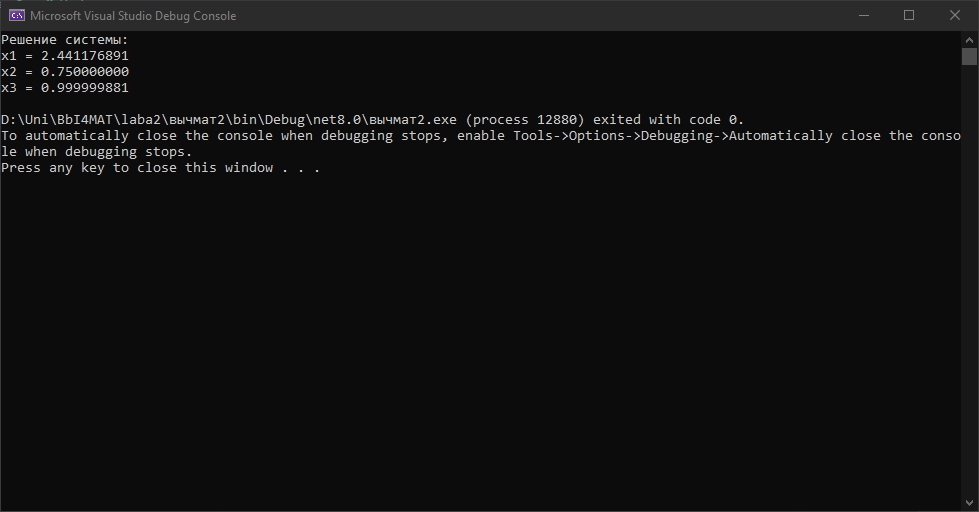 Microsoft Visual Studio Debug Console
Решение системы:
x1 = 2.441176891
x2 = 0.750000000
x3 = 0.999999881
D:\Uni\BbI4MAT\laba2\вычмат2\bin\Debug\net8.0\вычмат2.exe (process 12880) exited with code 0.
To automatically close the console when debugging stops, enable Tools->Options->Debugging->Automatically close the conso
le when debugging stops.
Press any key to close this window . . .